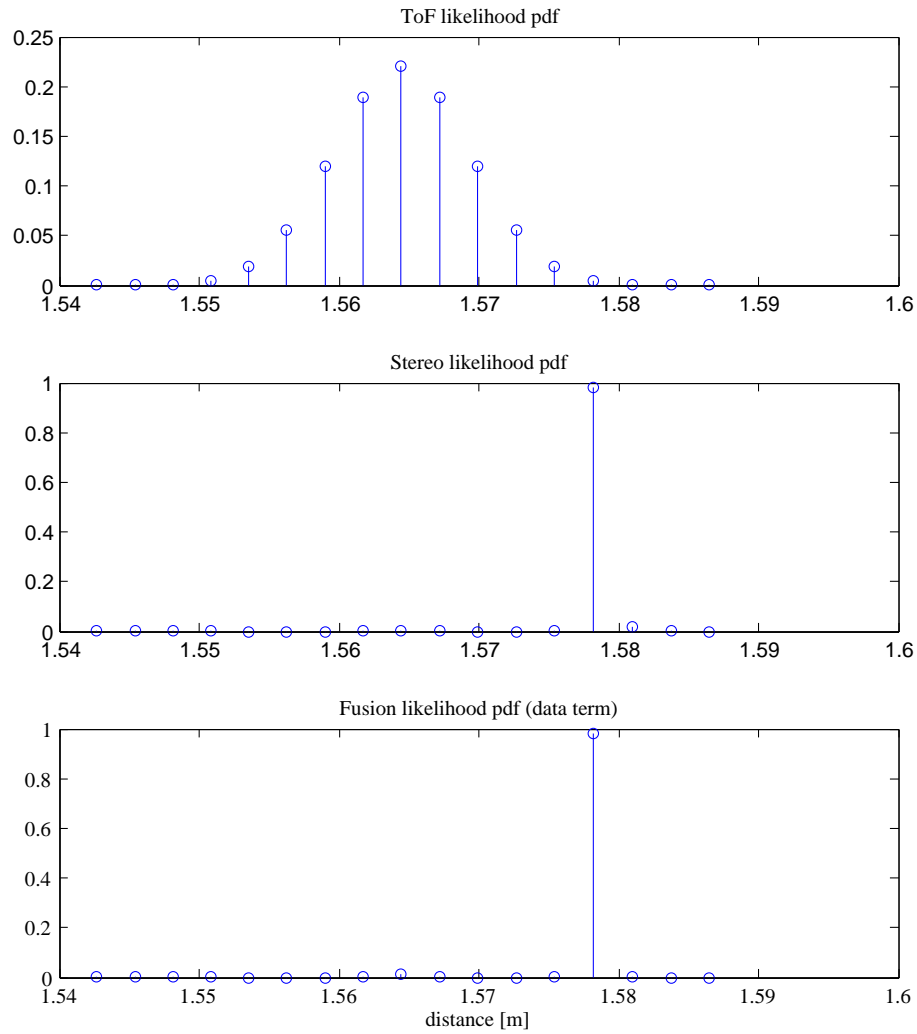 ToF likelihood pdf
0.25
0.2
0.15
0.1
0.05
0
1.54 1.55 1.56 1.57 1.58 1.59 1.6
Stereo likelihood pdf
1
0.8
0.6
0.4
0.2
0
1.54 1.55 1.56 1.57 1.58 1.59 1.6
Fusion likelihood pdf (data term)
1
0.8
0.6
0.4
0.2
0
1.54 1.55 1.56 1.57 1.58 1.59 1.6
distance [m]